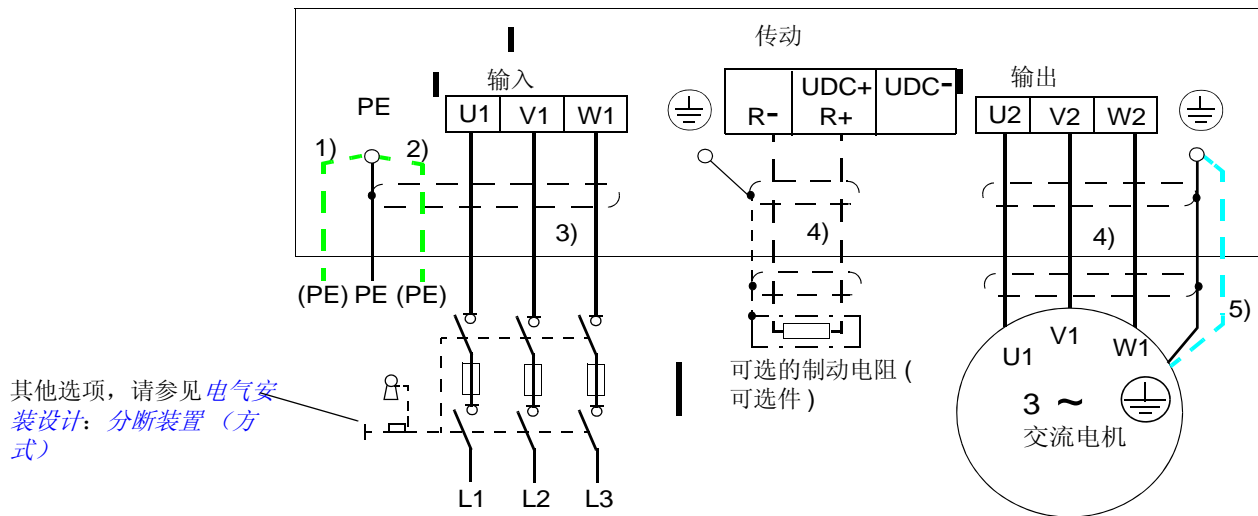 传动
输入
输出
PE
U1 V1 W1
UDC+ UDC-
R- R+
U2 V2 W2
1) 2)
3)
4)
4)
(PE) PE (PE)
5)
U1 V1 W1
可选的制动电阻 (
可选件 )
3 ~
交流电机
其他选项，请参见电气安
装设计：分断装置 （方
式）
L1 L2 L3